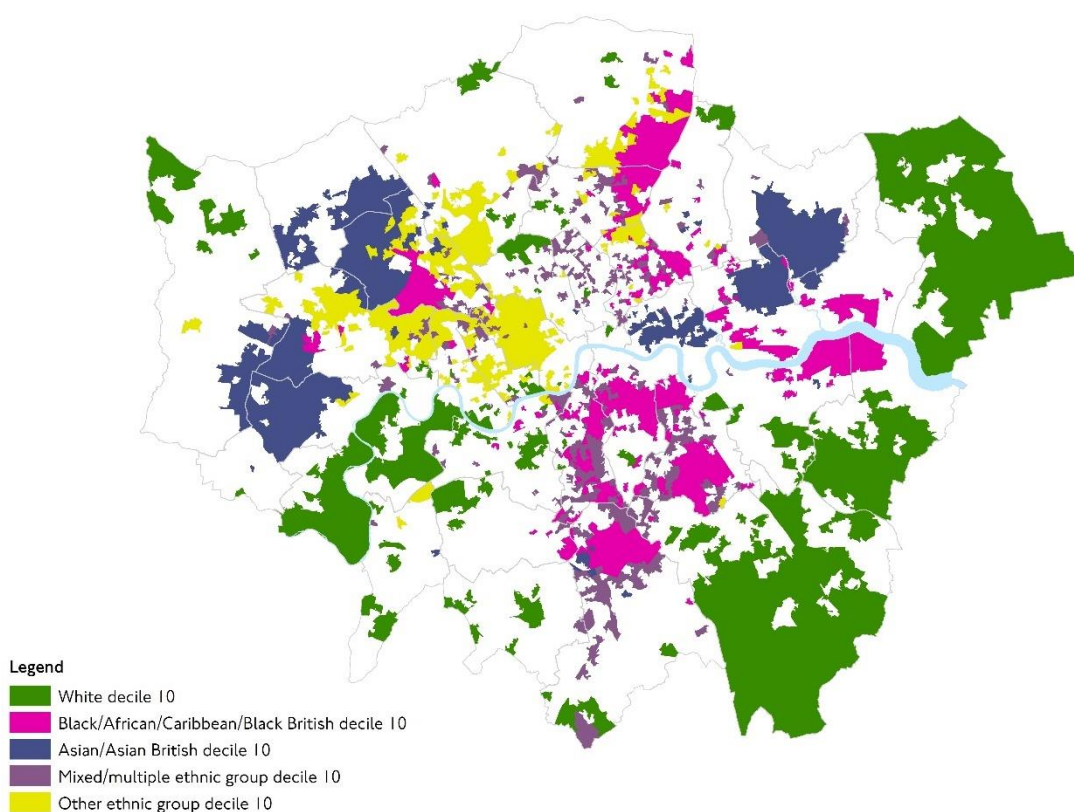 Legend
White decile 10
Black/African/Caribbean/Black British decile 10
Asian/Asian British decile 10
Mixed/multiple ethnic group decile 10
Other ethnic group decile 10